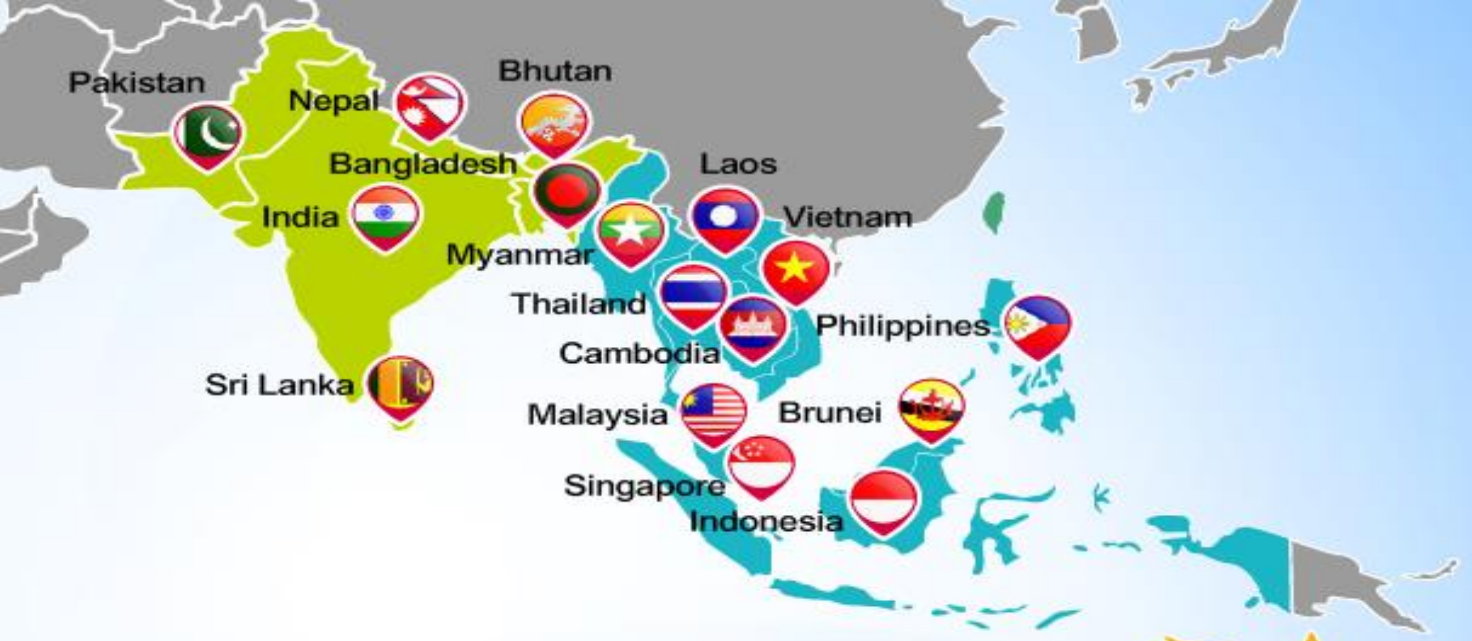 Bhutan
Pakistan
Nepal
Bangladesh
Laos
India
Vietnam
Myanmar
Thailand
Philippines
Cambodia
Sri Lanka
Malaysia
Brunei
Singapore
Indonesia